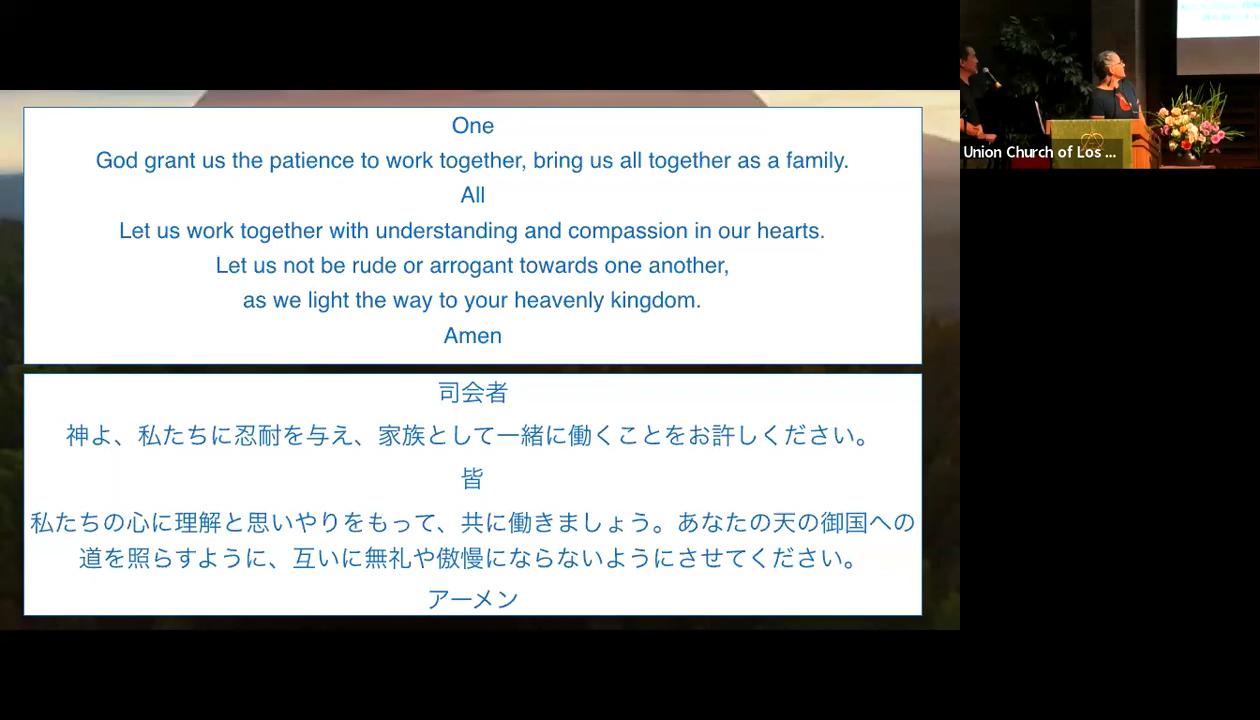 One
God grant us the patience to work together, bring us all together as a family.
All
Let us work together with understanding and compassion in our hearts.
Let us not be rude or arrogant towards one another,
as we light the way to your heavenly kingdom.
Amen
司会者
神よ、私たちに忍耐を与え、家族として一緒に働くことをお許しください。
皆
私たちの心に理解と思いやりをもって、共に働きましょう。あなたの天の御国への
道を照らすように、互いに無礼や傲慢にならないようにさせてください。
アーメン
Union Church of Los ...